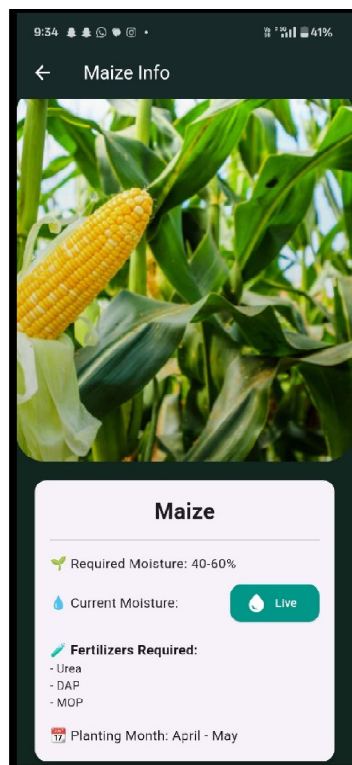 9:34
41%
Maize Info
Maize
Required Moisture: 40-60%
Current Moisture:
Live
Fertilizers Required:
- Urea
- DAP
- MOP
Planting Month: April - May